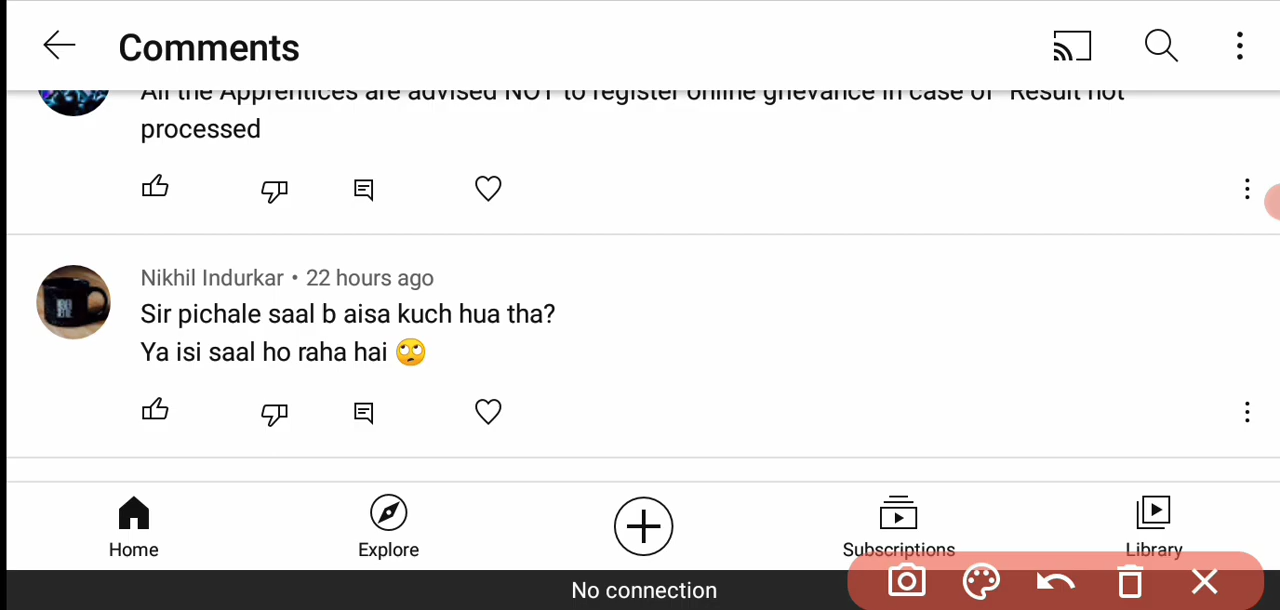 Comments
All the Apprentices are advised NOT to register online grievance in case of "Result not
processed
Nikhil Indurkar • 22 hours ago
Sir pichale saal b aisa kuch hua tha?
Ya isi saal ho raha hai 🙄
Home Explore Subscriptions Library
No connection